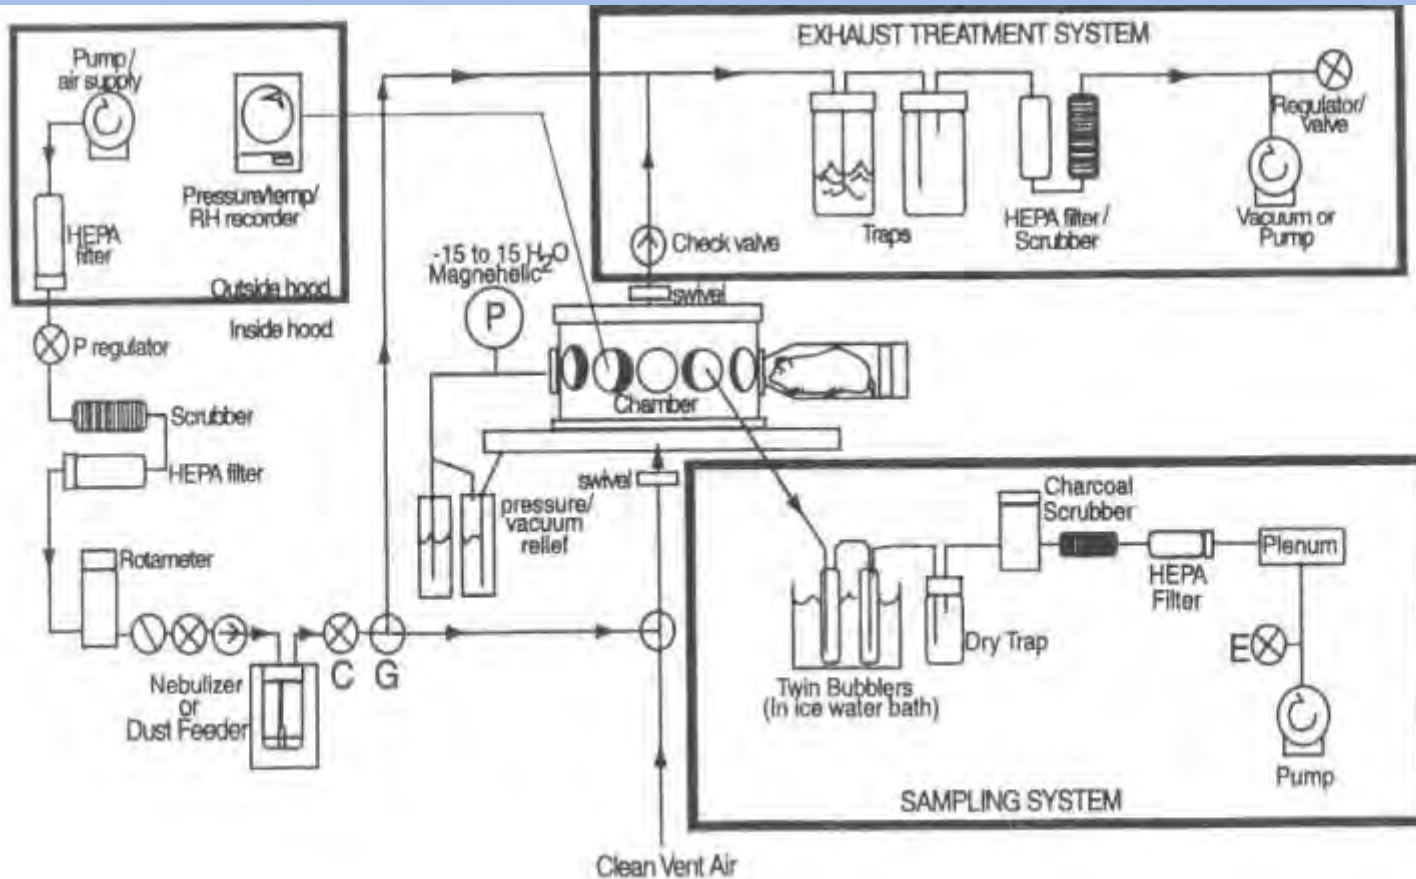 Pump/
air supply
Pressure/temp/
RH recorder
HEPA
filter
Outside hood
Inside hood
P regulator
Scrubber
HEPA filter
Rotameter
Nebulizer
or
Dust Feeder
C
G
-15 to 15 H2O
Magnehelic
P
pressure/
vacuum
relief
EXHAUST TREATMENT SYSTEM
Traps
HEPA filter/
Scrubber
Regulator/
valve
Vacuum or
Pump
Check valve
swivel
Chamber
swivel
Clean Vent Air
Charcoal
Scrubber
HEPA
Filter
Plenum
E
Pump
Dry Trap
Twin Bubblers
(In ice water bath)
SAMPLING SYSTEM